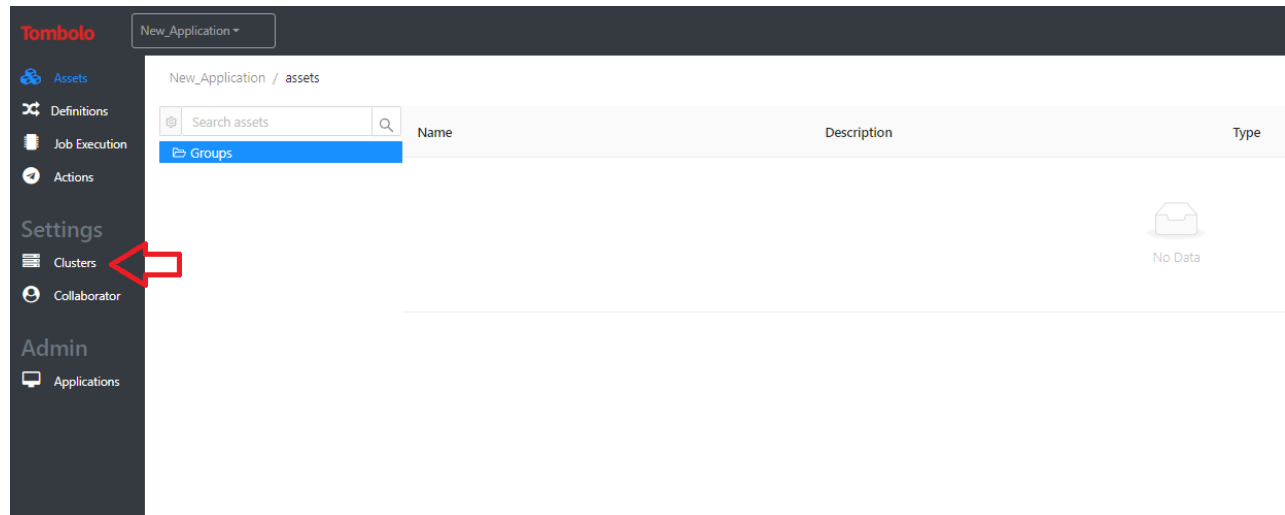 Tombolo
New_Application
Assets
Definitions
Job Execution
Actions
Settings
Clusters
Collaborator
Admin
Applications
New_Application / assets
Search assets
Groups
Name Description Type
No Data